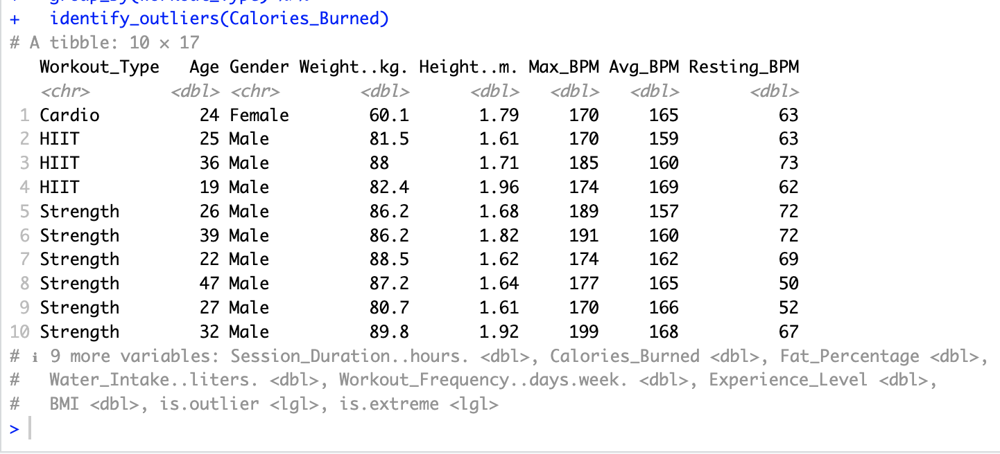 +   group_by(Workout_Type) %>%
+   identify_outliers(Calories_Burned)
# A tibble: 10 × 17
   Workout_Type   Age Gender Weight..kg. Height..m. Max_BPM Avg_BPM Resting_BPM
   <chr>        <dbl> <chr>        <dbl>      <dbl>   <dbl>   <dbl>       <dbl>
 1 Cardio          24 Female        60.1       1.79     170     165          63
 2 HIIT            25 Male          81.5       1.61     170     159          63
 3 HIIT            36 Male          88         1.71     185     160          73
 4 HIIT            19 Male          82.4       1.96     174     169          62
 5 Strength        26 Male          86.2       1.68     189     157          72
 6 Strength        39 Male          86.2       1.82     191     160          72
 7 Strength        22 Male          88.5       1.62     174     162          69
 8 Strength        47 Male          87.2       1.64     177     165          50
 9 Strength        27 Male          80.7       1.61     170     166          52
10 Strength        32 Male          89.8       1.92     199     168          67
# ℹ 9 more variables: Session_Duration..hours. <dbl>, Calories_Burned <dbl>, Fat_Percentage <dbl>,
#   Water_Intake..liters. <dbl>, Workout_Frequency..days.week. <dbl>, Experience_Level <dbl>,
#   BMI <dbl>, is.outlier <lgl>, is.extreme <lgl>
>